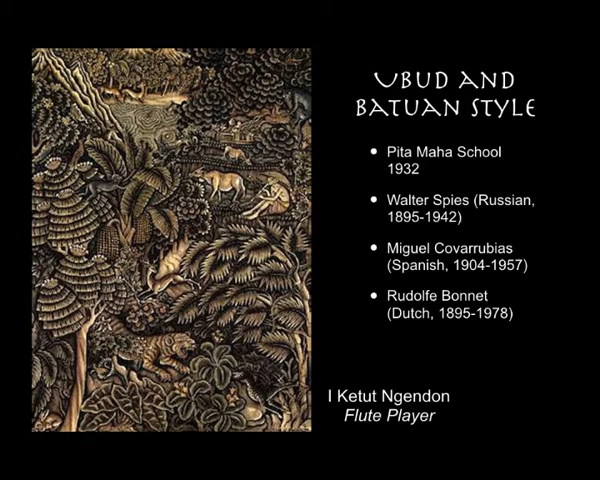 Ubud and
Batuan Style
• Pita Maha School
1932
• Walter Spies (Russian,
1895-1942)
• Miguel Covarrubias
(Spanish, 1904-1957)
• Rudolfe Bonnet
(Dutch, 1895-1978)
I Ketut Ngendon
Flute Player